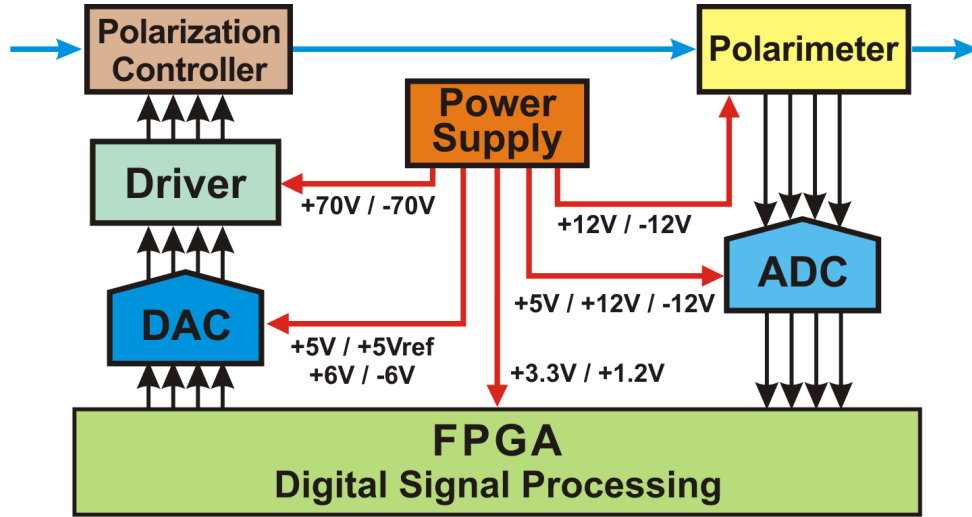 Polarization
Controller
Polarimeter
Power
Supply
Driver
+70V / -70V
+12V / -12V
ADC
+5V / +12V / -12V
DAC
+5V / +5Vref
+6V / -6V
+3.3V / +1.2V
FPGA
Digital Signal Processing